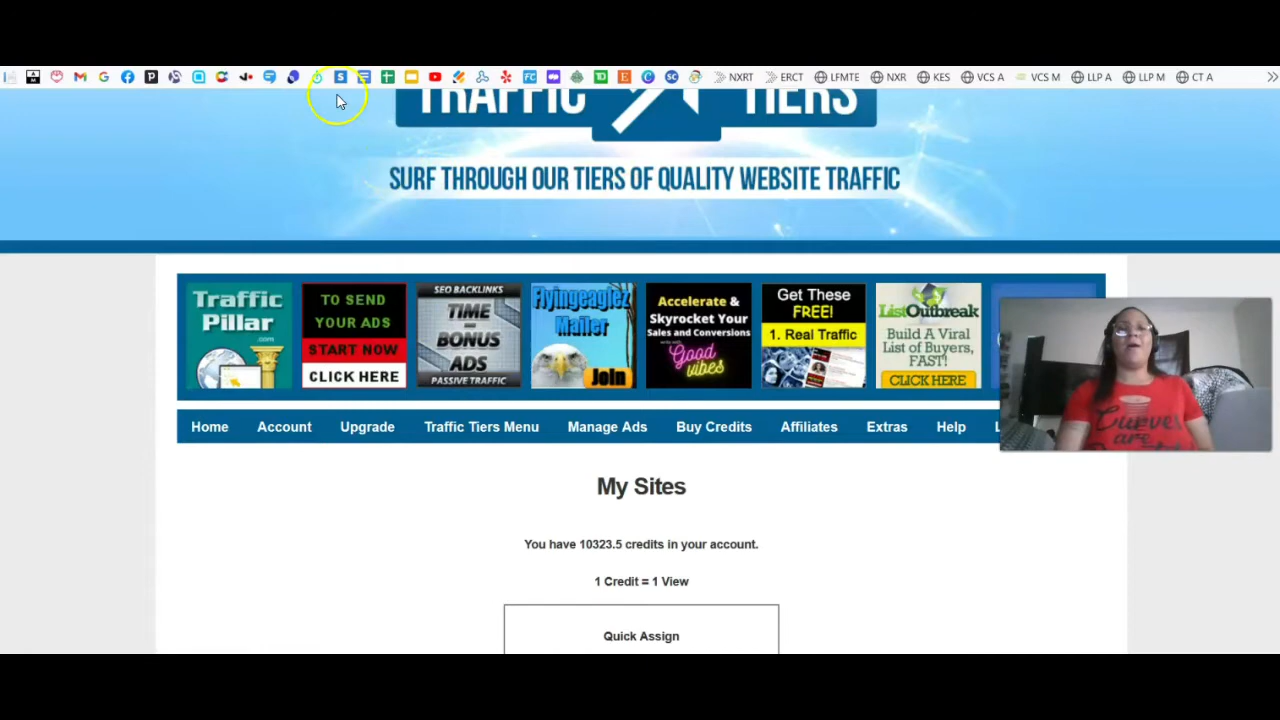 NXRT ERCT LFMTE NXR KES VCS A VCS M LLP A LLP M CT A
TRAFFIC TIERS
SURF THROUGH OUR TIERS OF QUALITY WEBSITE TRAFFIC
Traffic
Pillar
.com
TO SEND
YOUR ADS
START NOW
CLICK HERE
SEO BACKLINKS
TIME
BONUS
ADS
PASSIVE TRAFFIC
Flyingeaglez
Mailer
Join
Accelerate &
Skyrocket Your
Sales and Conversions
Good
vibes
Get These
FREE!
1. Real Traffic
ListOutbreak
Build A Viral
List of Buyers,
FAST!
CLICK HERE
Home Account Upgrade Traffic Tiers Menu Manage Ads Buy Credits Affiliates Extras Help
Curves
are
My Sites
You have 10323.5 credits in your account.
1 Credit = 1 View
Quick Assign